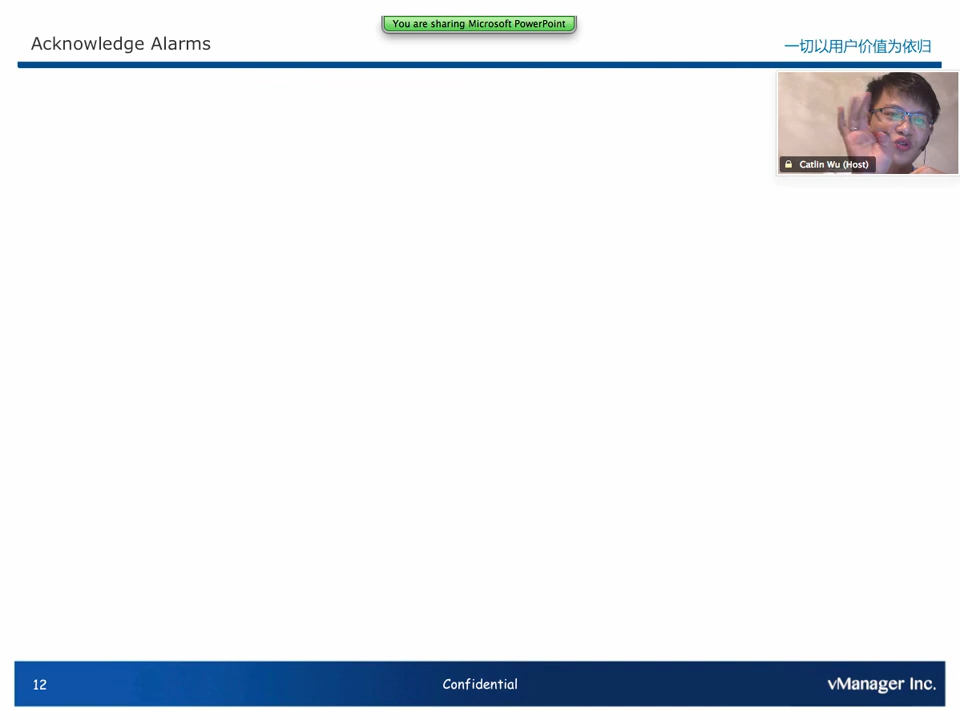 You are sharing Microsoft PowerPoint
Acknowledge Alarms
一切以用户价值为依归
Catlin Wu (Host)
12
Confidential
vManager Inc.